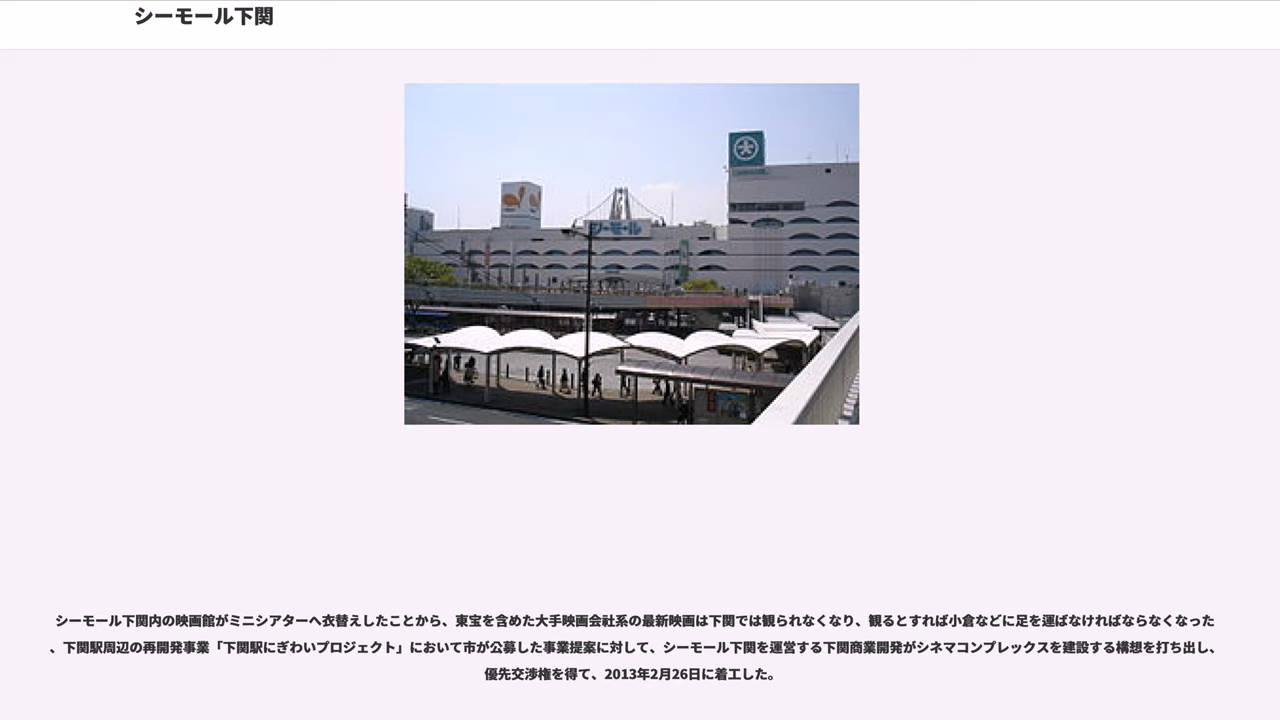 シーモール下関
シーモール
シーモール下関内の映画館がミニシアターへ衣替えしたことから、東宝を含めた大手映画会社系の最新映画は下関では観られなくなり、観るとすれば小倉などに足を運ばなければならなくなった
、下関駅周辺の再開発事業「下関駅にぎわいプロジェクト」において市が公募した事業提案に対して、シーモール下関を運営する下関商業開発がシネマコンプレックスを建設する構想を打ち出し、
優先交渉権を得て、2013年2月26日に着工した。